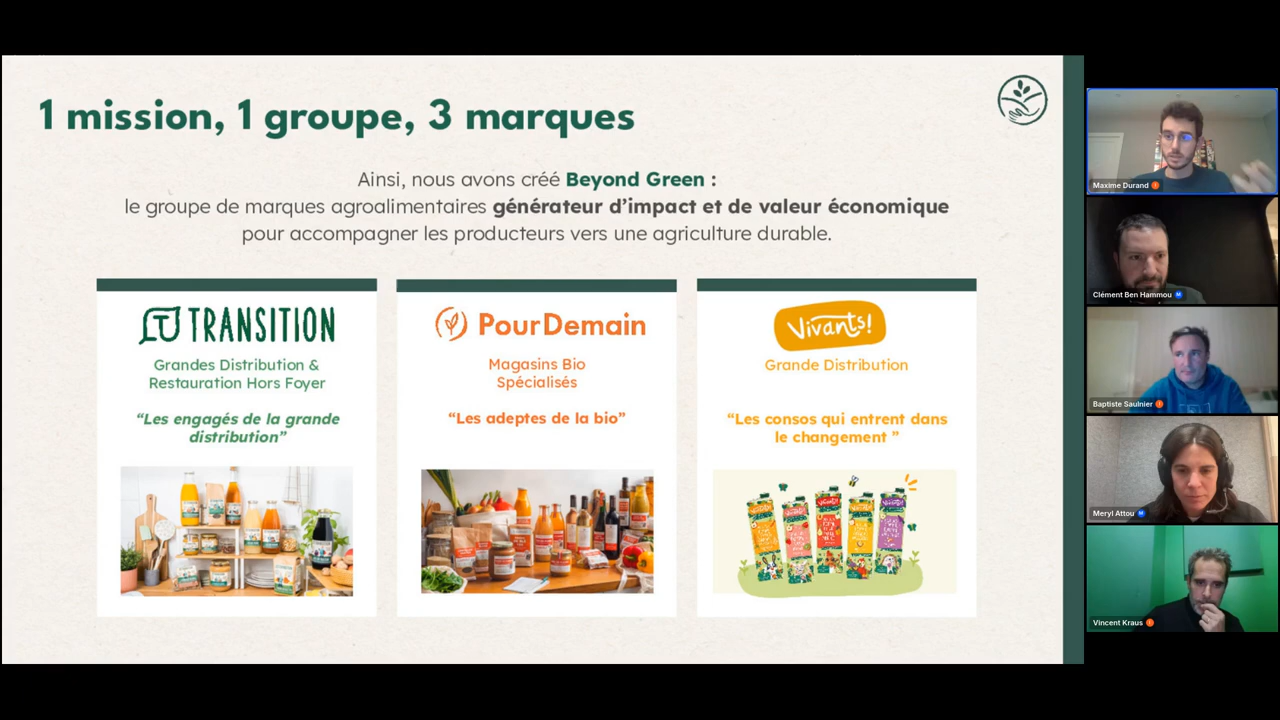 1 mission, 1 groupe, 3 marques
Ainsi, nous avons créé Beyond Green :
le groupe de marques agroalimentaires générateur d’impact et de valeur économique
pour accompagner les producteurs vers une agriculture durable.
TRANSITION
Grandes Distribution &
Restauration Hors Foyer
“Les engagés de la grande
distribution”
PourDemain
Magasins Bio
Spécialisés
“Les adeptes de la bio”
Vivants!
Grande Distribution
“Les consos qui entrent dans
le changement ”
Maxime Durand
Clément Ben Hammou
Baptiste Saulnier
Meryl Attou
Vincent Kraus